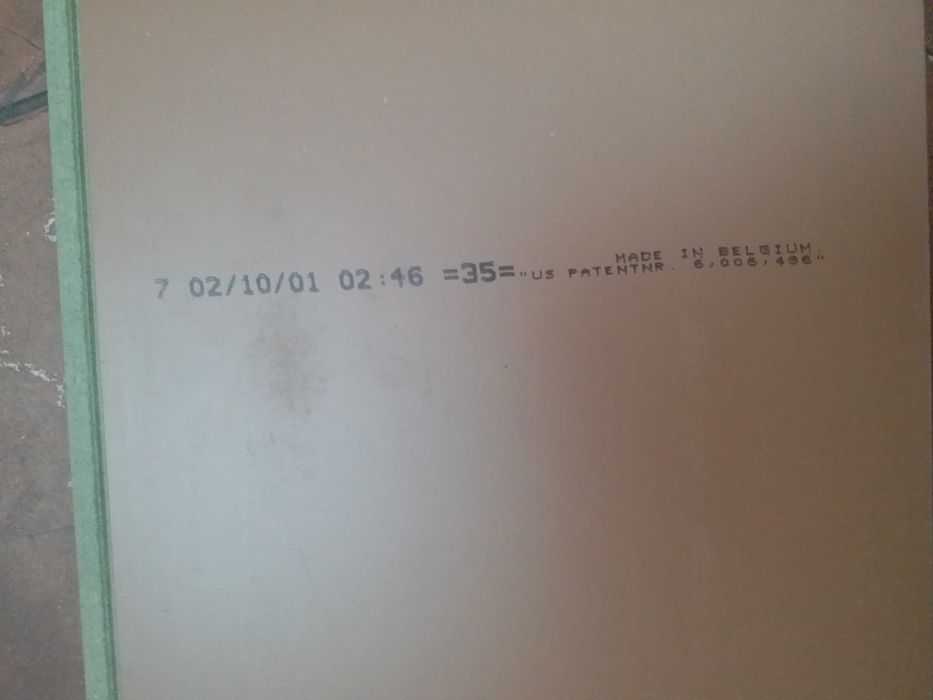 7 02/10/01 02:46 =35=
MADE IN BELGIUM.
"US PATENTNR. 6,006,486"